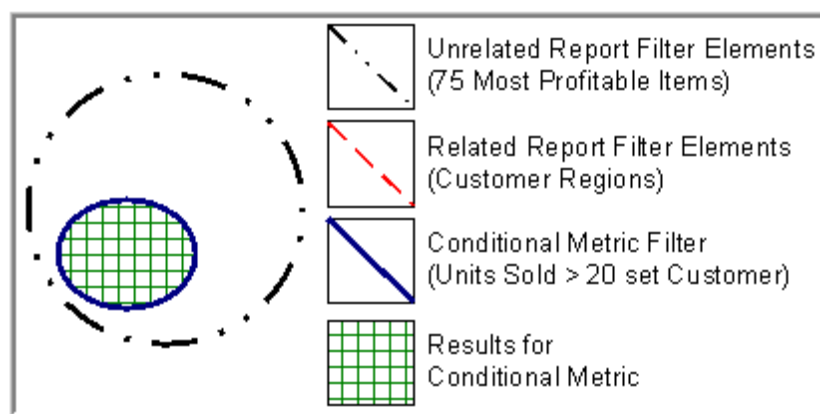 Unrelated Report Filter Elements
(75 Most Profitable Items)
Related Report Filter Elements
(Customer Regions)
Conditional Metric Filter
(Units Sold > 20 set Customer)
Results for
Conditional Metric